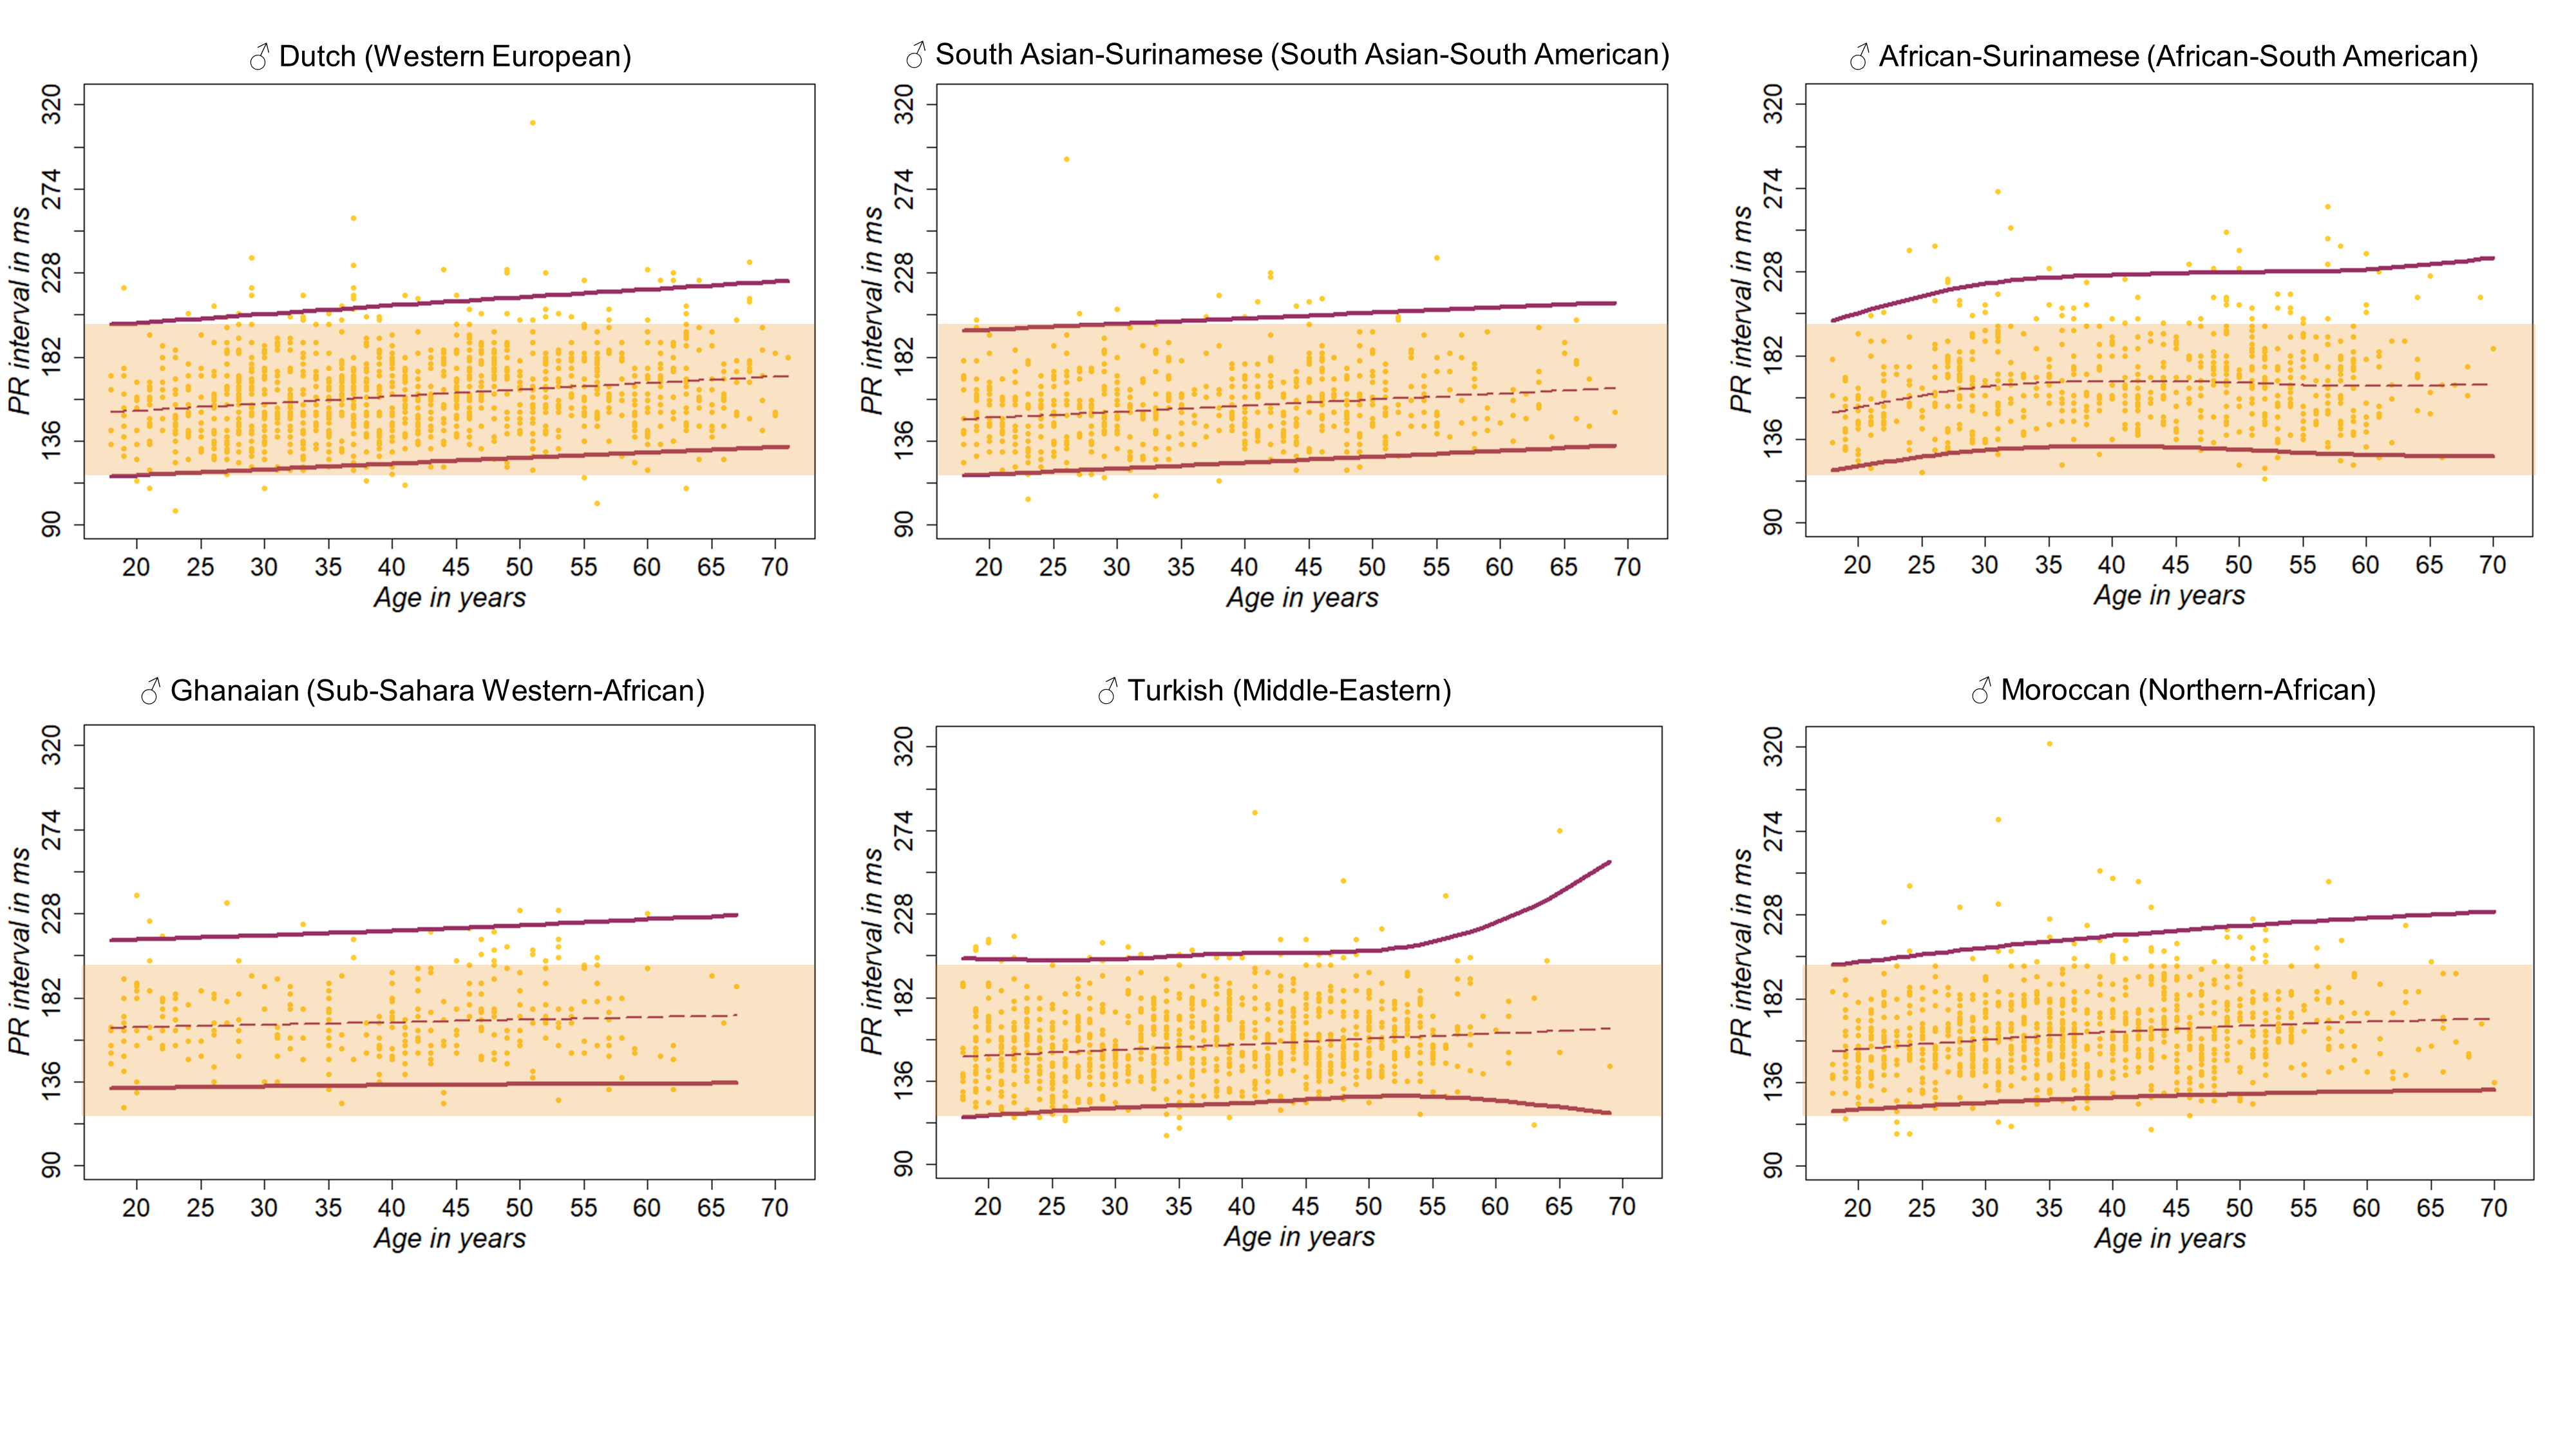 ♂ Dutch (Western European)
320
274
228
182
136
90
PR interval in ms
20 25 30 35 40 45 50 55 60 65 70
Age in years
♂ South Asian-Surinamese (South Asian-South American)
320
274
228
182
136
90
PR interval in ms
20 25 30 35 40 45 50 55 60 65 70
Age in years
♂ African-Surinamese (African-South American)
320
274
228
182
136
90
PR interval in ms
20 25 30 35 40 45 50 55 60 65 70
Age in years
♂ Ghanaian (Sub-Sahara Western-African)
320
274
228
182
136
90
PR interval in ms
20 25 30 35 40 45 50 55 60 65 70
Age in years
♂ Turkish (Middle-Eastern)
320
274
228
182
136
90
PR interval in ms
20 25 30 35 40 45 50 55 60 65 70
Age in years
♂ Moroccan (Northern-African)
320
274
228
182
136
90
PR interval in ms
20 25 30 35 40 45 50 55 60 65 70
Age in years